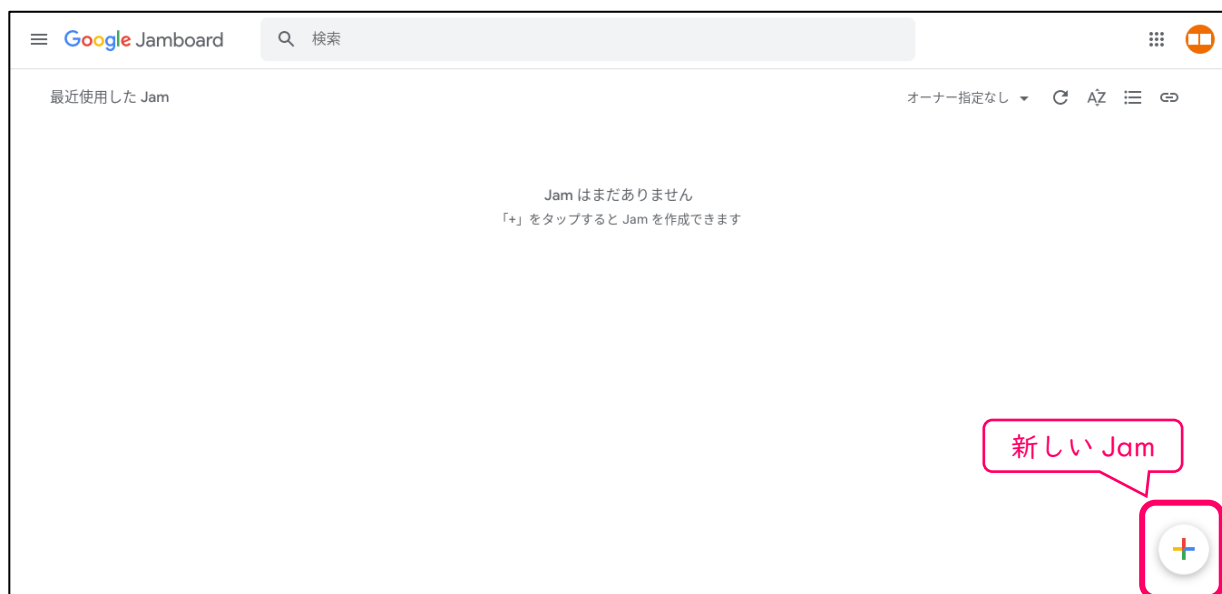 Google Jamboard
検索
最近使用した Jam
オーナー指定なし
AZ
Jam はまだありません
「+」をタップすると Jam を作成できます
新しい Jam